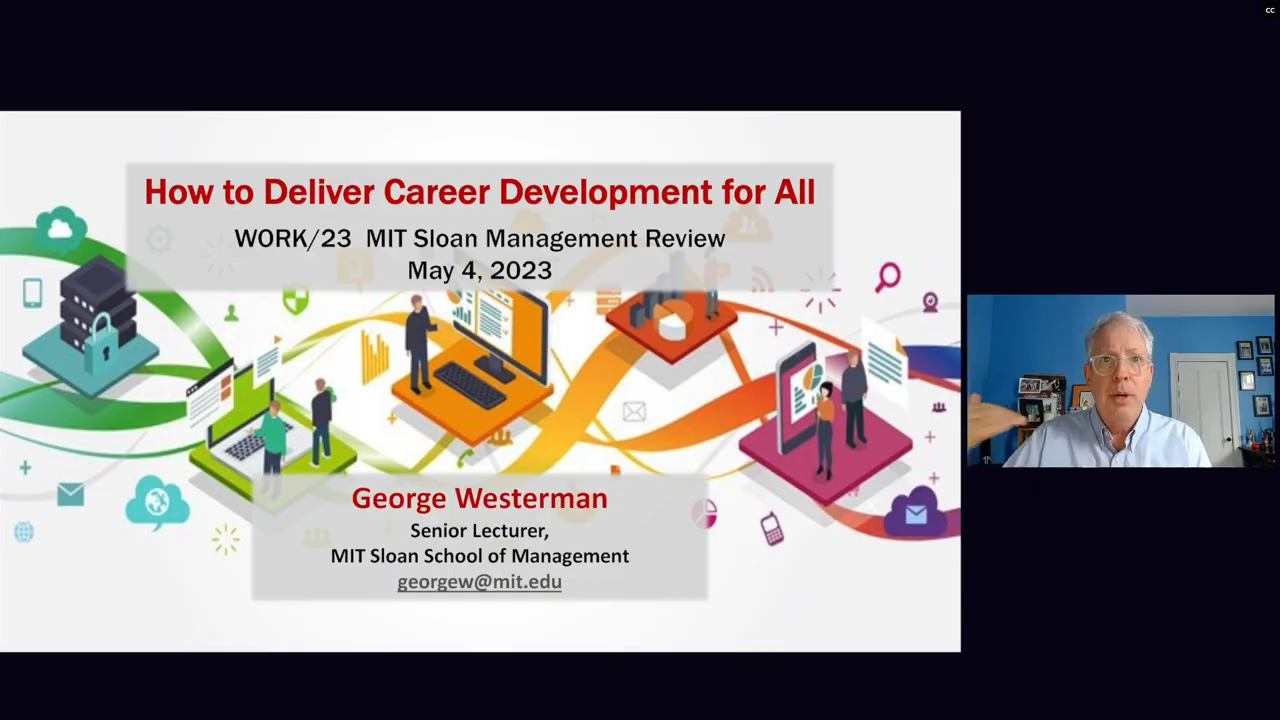 cc
How to Deliver Career Development for All
WORK/23 MIT Sloan Management Review
May 4, 2023
George Westerman
Senior Lecturer,
MIT Sloan School of Management
georgew@mit.edu